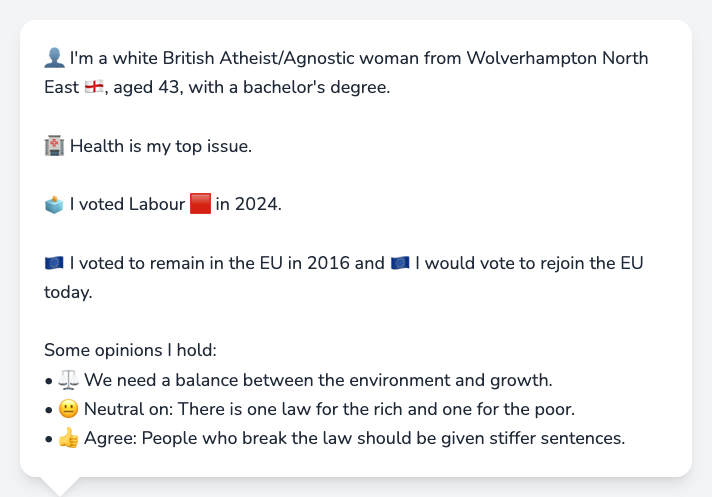 👤 I'm a white British Atheist/Agnostic woman from Wolverhampton North
East 🏴󠁧󠁢󠁥󠁮󠁧󠁿, aged 43, with a bachelor's degree.
🏥 Health is my top issue.
🗳️ I voted Labour 🟥 in 2024.
🇪🇺 I voted to remain in the EU in 2016 and 🇪🇺 I would vote to rejoin the EU
today.
Some opinions I hold:
• ⚖️ We need a balance between the environment and growth.
• 😐 Neutral on: There is one law for the rich and one for the poor.
• 👍 Agree: People who break the law should be given stiffer sentences.